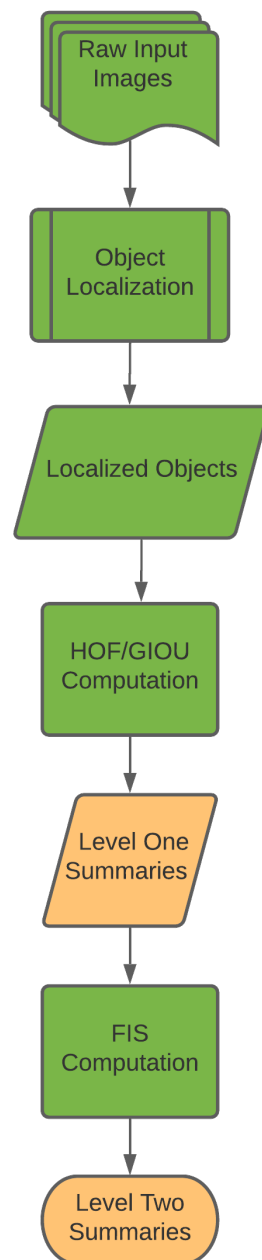 Raw Input
Images
Object
Localization
Localized Objects
HOF/GIOU
Computation
Level One
Summaries
FIS
Computation
Level Two
Summaries